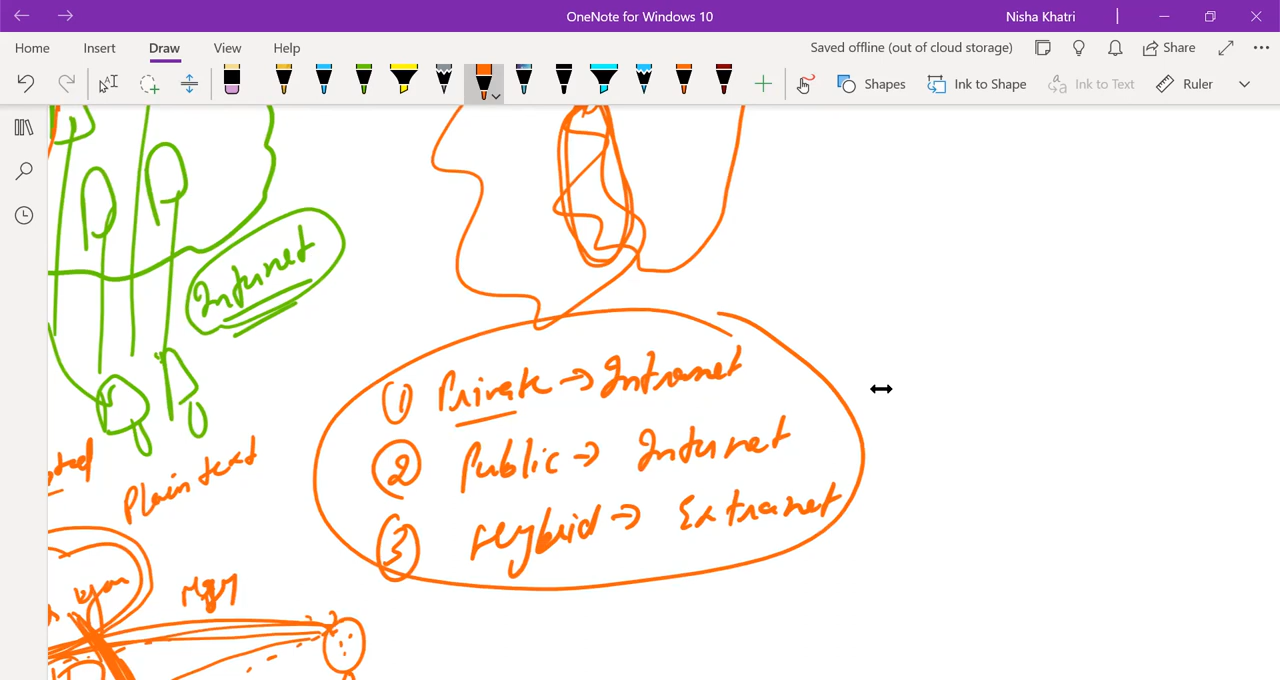 OneNote for Windows 10
Nisha Khatri
Home Insert Draw View Help
Saved offline (out of cloud storage) Share
Shapes Ink to Shape Ink to Text Ruler
Internet
① Private → Intranet
② Public → Internet
③ Hybrid → Extranet
Plain text